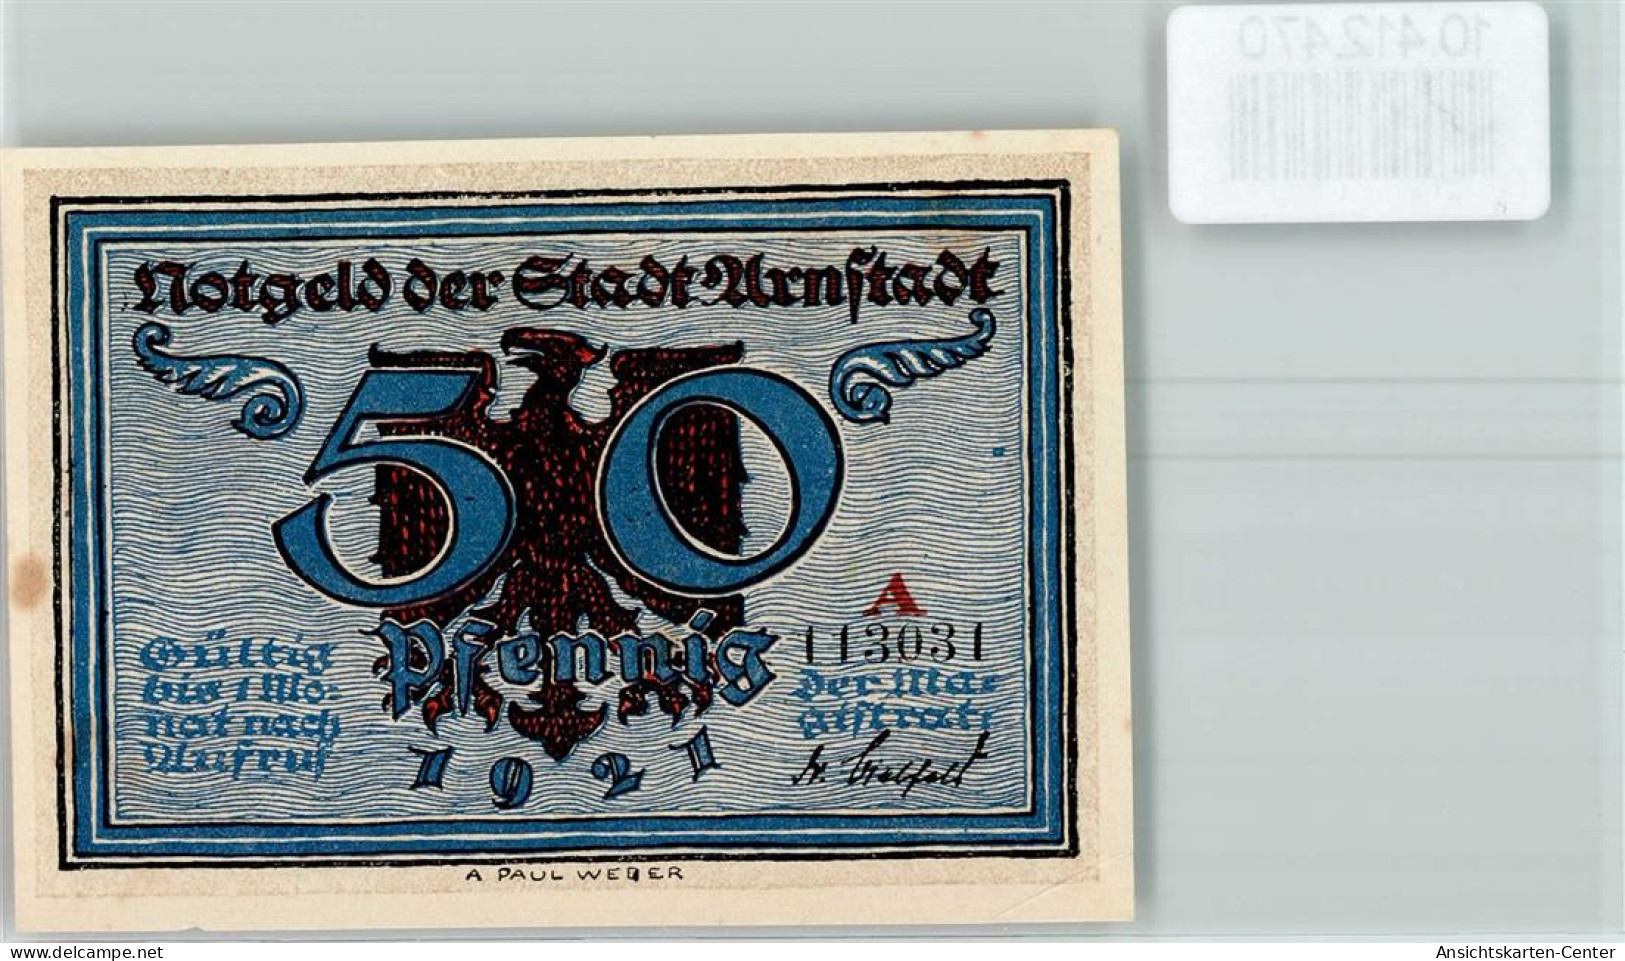 10.412.470
Notgeld der Stadt Arnstadt
50
Pfennig
1921
Gültig
bis 1 Mo-
nat nach
Aufruf
A
113031
Der Ma-
gistrat:
A PAUL WEBER
delcampe.net
Ansichtskarten-Center